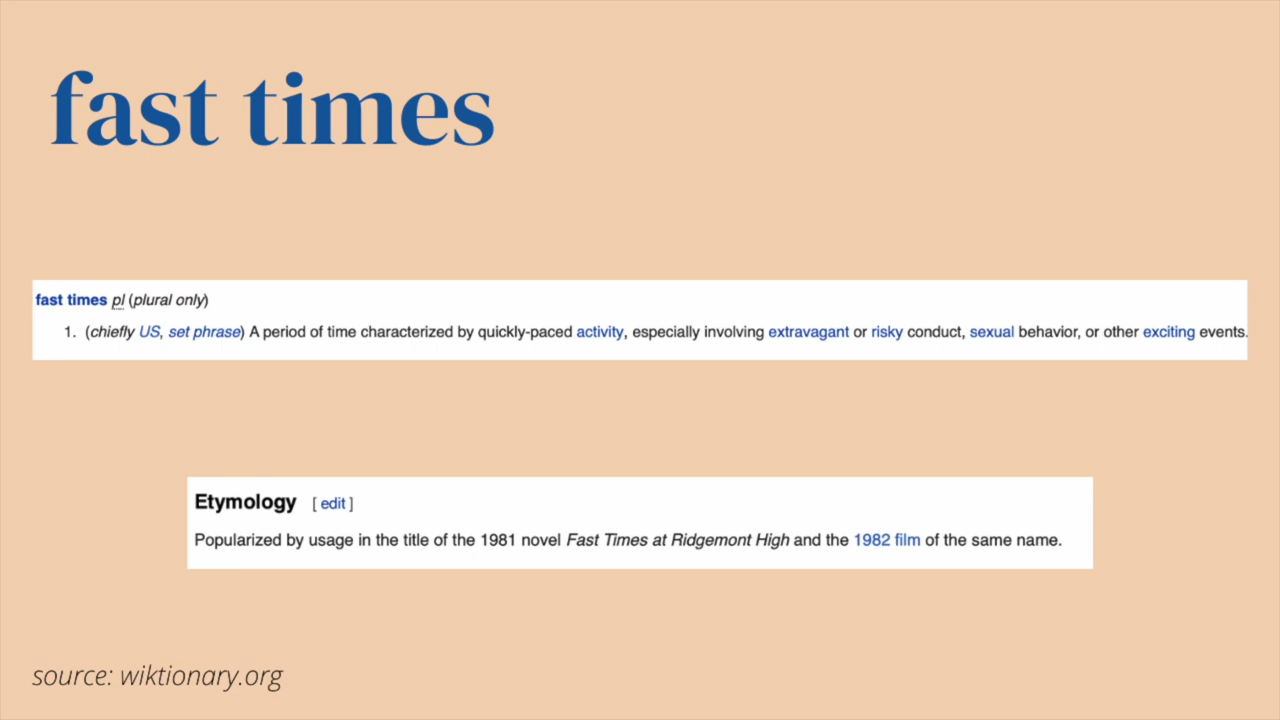 fast times
fast times pl (plural only)
1. (chiefly US, set phrase) A period of time characterized by quickly-paced activity, especially involving extravagant or risky conduct, sexual behavior, or other exciting events.
Etymology [ edit ]
Popularized by usage in the title of the 1981 novel Fast Times at Ridgemont High and the 1982 film of the same name.
source: wiktionary.org